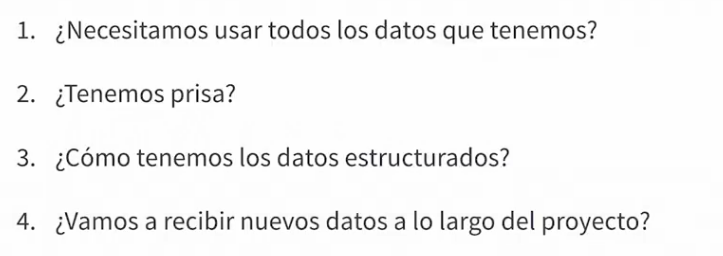 1. ¿Necesitamos usar todos los datos que tenemos?
2. ¿Tenemos prisa?
3. ¿Cómo tenemos los datos estructurados?
4. ¿Vamos a recibir nuevos datos a lo largo del proyecto?